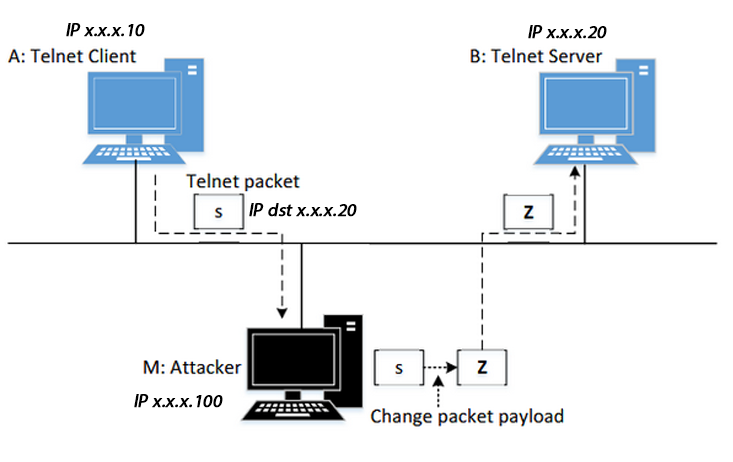 IP x.x.x.10
A: Telnet Client
IP x.x.x.20
B: Telnet Server
Telnet packet
s
IP dst x.x.x.20
Z
M: Attacker
IP x.x.x.100
s
Z
Change packet payload